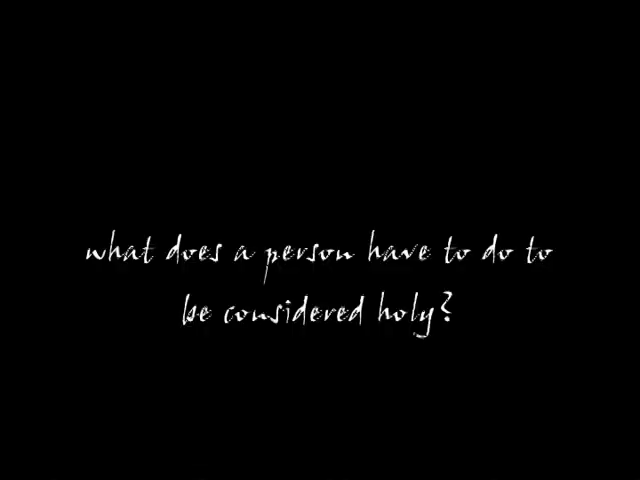 what does a person have to do to
be considered holy?